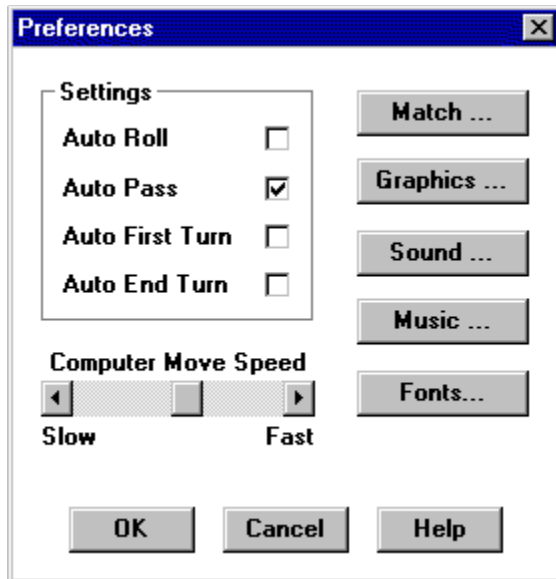 Preferences
Settings
Auto Roll
Auto Pass
Auto First Turn
Auto End Turn
Match ...
Graphics ...
Sound ...
Music ...
Fonts...
Computer Move Speed
Slow Fast
OK Cancel Help